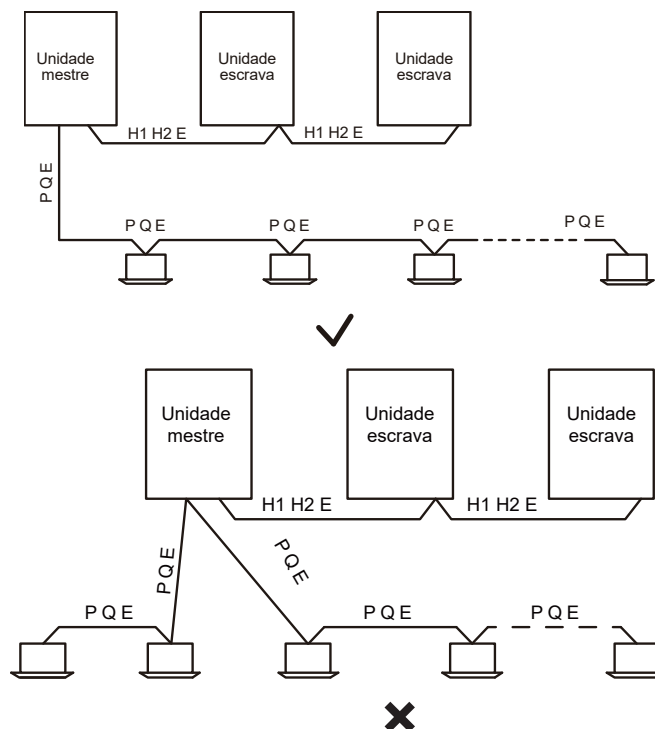 Unidade
mestre
Unidade
escrava
Unidade
escrava
H1 H2 E
H1 H2 E
P Q E
P Q E
P Q E
P Q E
P Q E
Unidade
mestre
Unidade
escrava
Unidade
escrava
H1 H2 E
H1 H2 E
P Q E
P Q E
P Q E
P Q E
P Q E